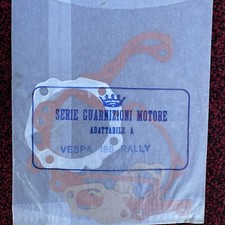 SERIE GUARNIZIONI MOTORE
ADATTABILE A
VESPA 180 RALLY